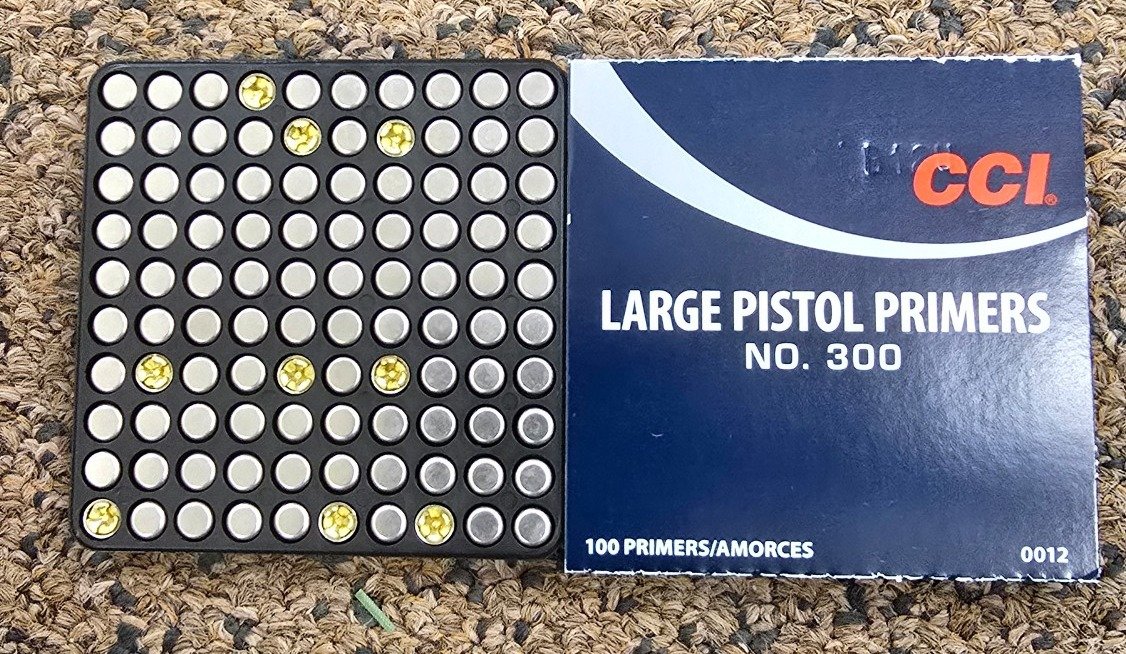 CCI®
LARGE PISTOL PRIMERS
NO. 300
100 PRIMERS/AMORCES
0012